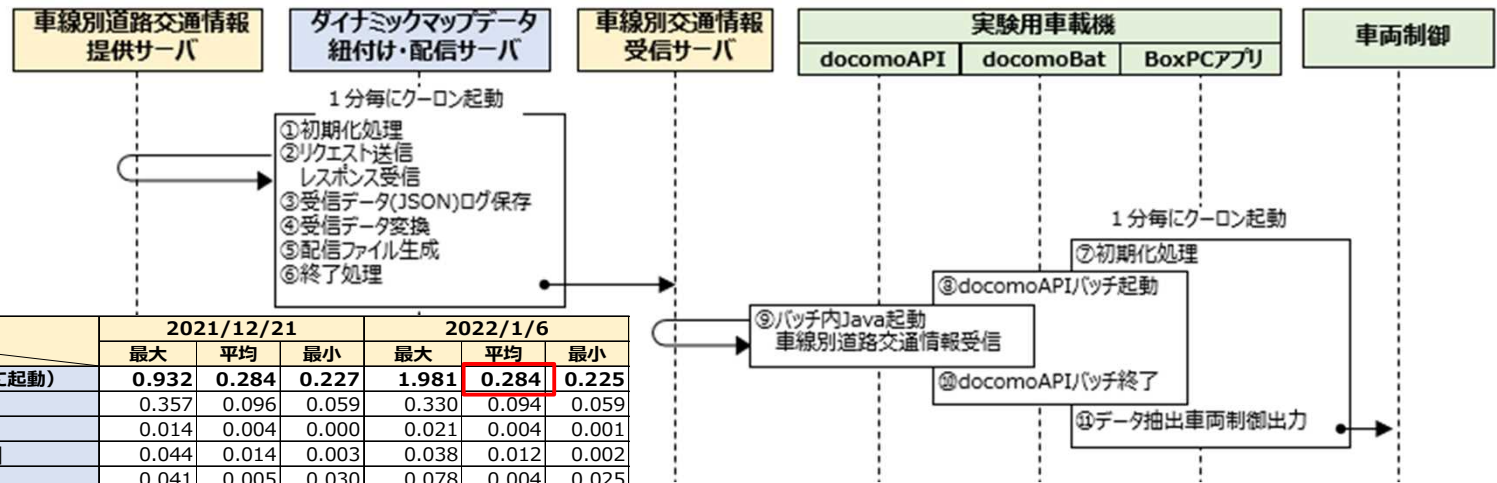 車線別道路交通情報
提供サーバ
ダイナミックマップデータ
紐付け・配信サーバ
車線別交通情報
受信サーバ
実験用車載機
docomoAPI docomoBat BoxPCアプリ
車両制御
1分毎にクーロン起動
①初期化処理
②リクエスト送信
レスポンス受信
③受信データ(JSON)ログ保存
④受信データ変換
⑤配信ファイル生成
⑥終了処理
1分毎にクーロン起動
⑦初期化処理
⑧docomoAPIバッチ起動
⑨バッチ内Java起動
車線別道路交通情報受信
⑩docomoAPIバッチ終了
⑪データ抽出車両制御出力
2021/12/21 2022/1/6
最大 平均 最小 最大 平均 最小
に起動) 0.932 0.284 0.227 1.981 0.284 0.225
0.357 0.096 0.059 0.330 0.094 0.059
0.014 0.004 0.000 0.021 0.004 0.001
0.044 0.014 0.003 0.038 0.012 0.002
0.041 0.005 0.030 0.078 0.004 0.025